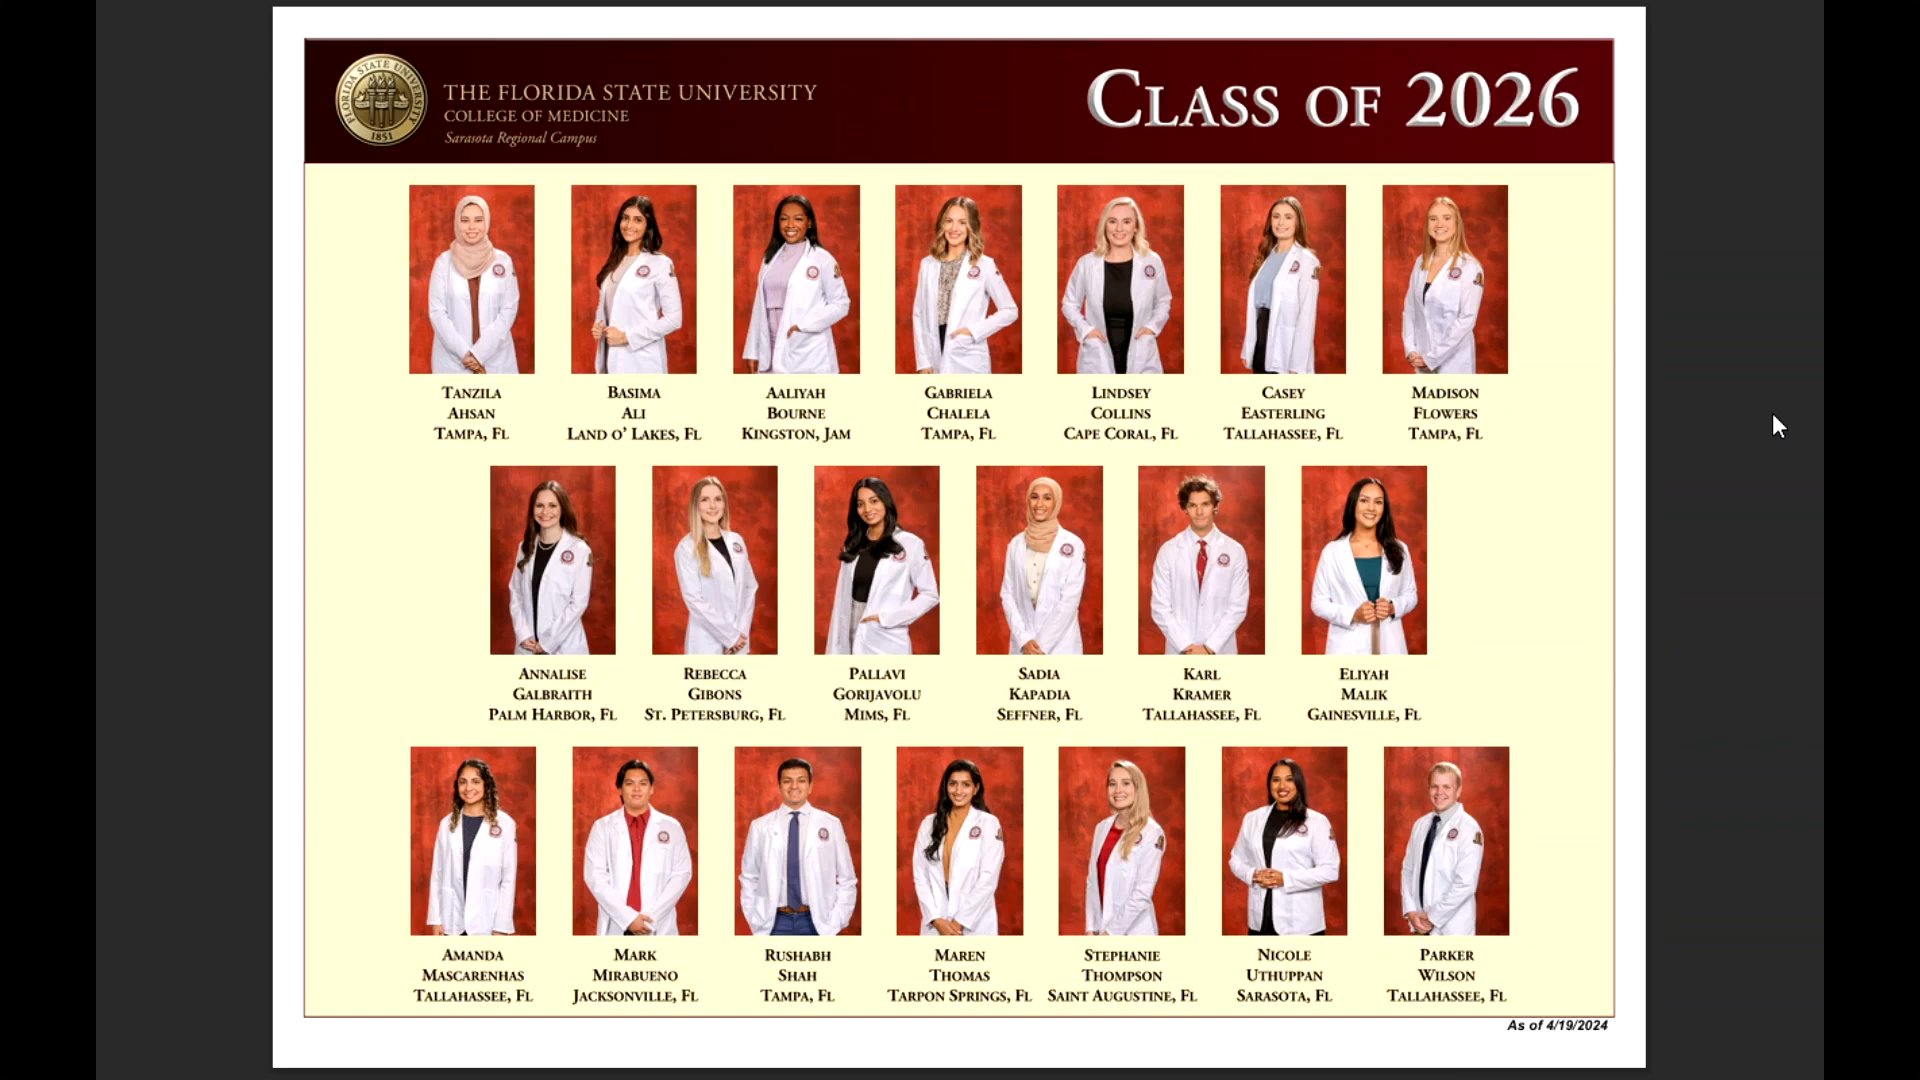 FLORIDA STATE UNIVERSITY
1851
THE FLORIDA STATE UNIVERSITY
COLLEGE OF MEDICINE
Sarasota Regional Campus
CLASS OF 2026
TANZILA
AHSAN
TAMPA, FL
BASIMA
ALI
LAND O' LAKES, FL
AALIYAH
BOURNE
KINGSTON, JAM
GABRIELA
CHALELA
TAMPA, FL
LINDSEY
COLLINS
CAPE CORAL, FL
CASEY
EASTERLING
TALLAHASSEE, FL
MADISON
FLOWERS
TAMPA, FL
ANNALISE
GALBRAITH
PALM HARBOR, FL
REBECCA
GIBONS
ST. PETERSBURG, FL
PALLAVI
GORIJAVOLU
MIMS, FL
SADIA
KAPADIA
SEFFNER, FL
KARL
KRAMER
TALLAHASSEE, FL
ELIYAH
MALIK
GAINESVILLE, FL
AMANDA
MASCARENHAS
TALLAHASSEE, FL
MARK
MIRABUENO
JACKSONVILLE, FL
RUSHABH
SHAH
TAMPA, FL
MAREN
THOMAS
TARPON SPRINGS, FL
STEPHANIE
THOMPSON
SAINT AUGUSTINE, FL
NICOLE
UTHUPPAN
SARASOTA, FL
PARKER
WILSON
TALLAHASSEE, FL
As of 4/19/2024